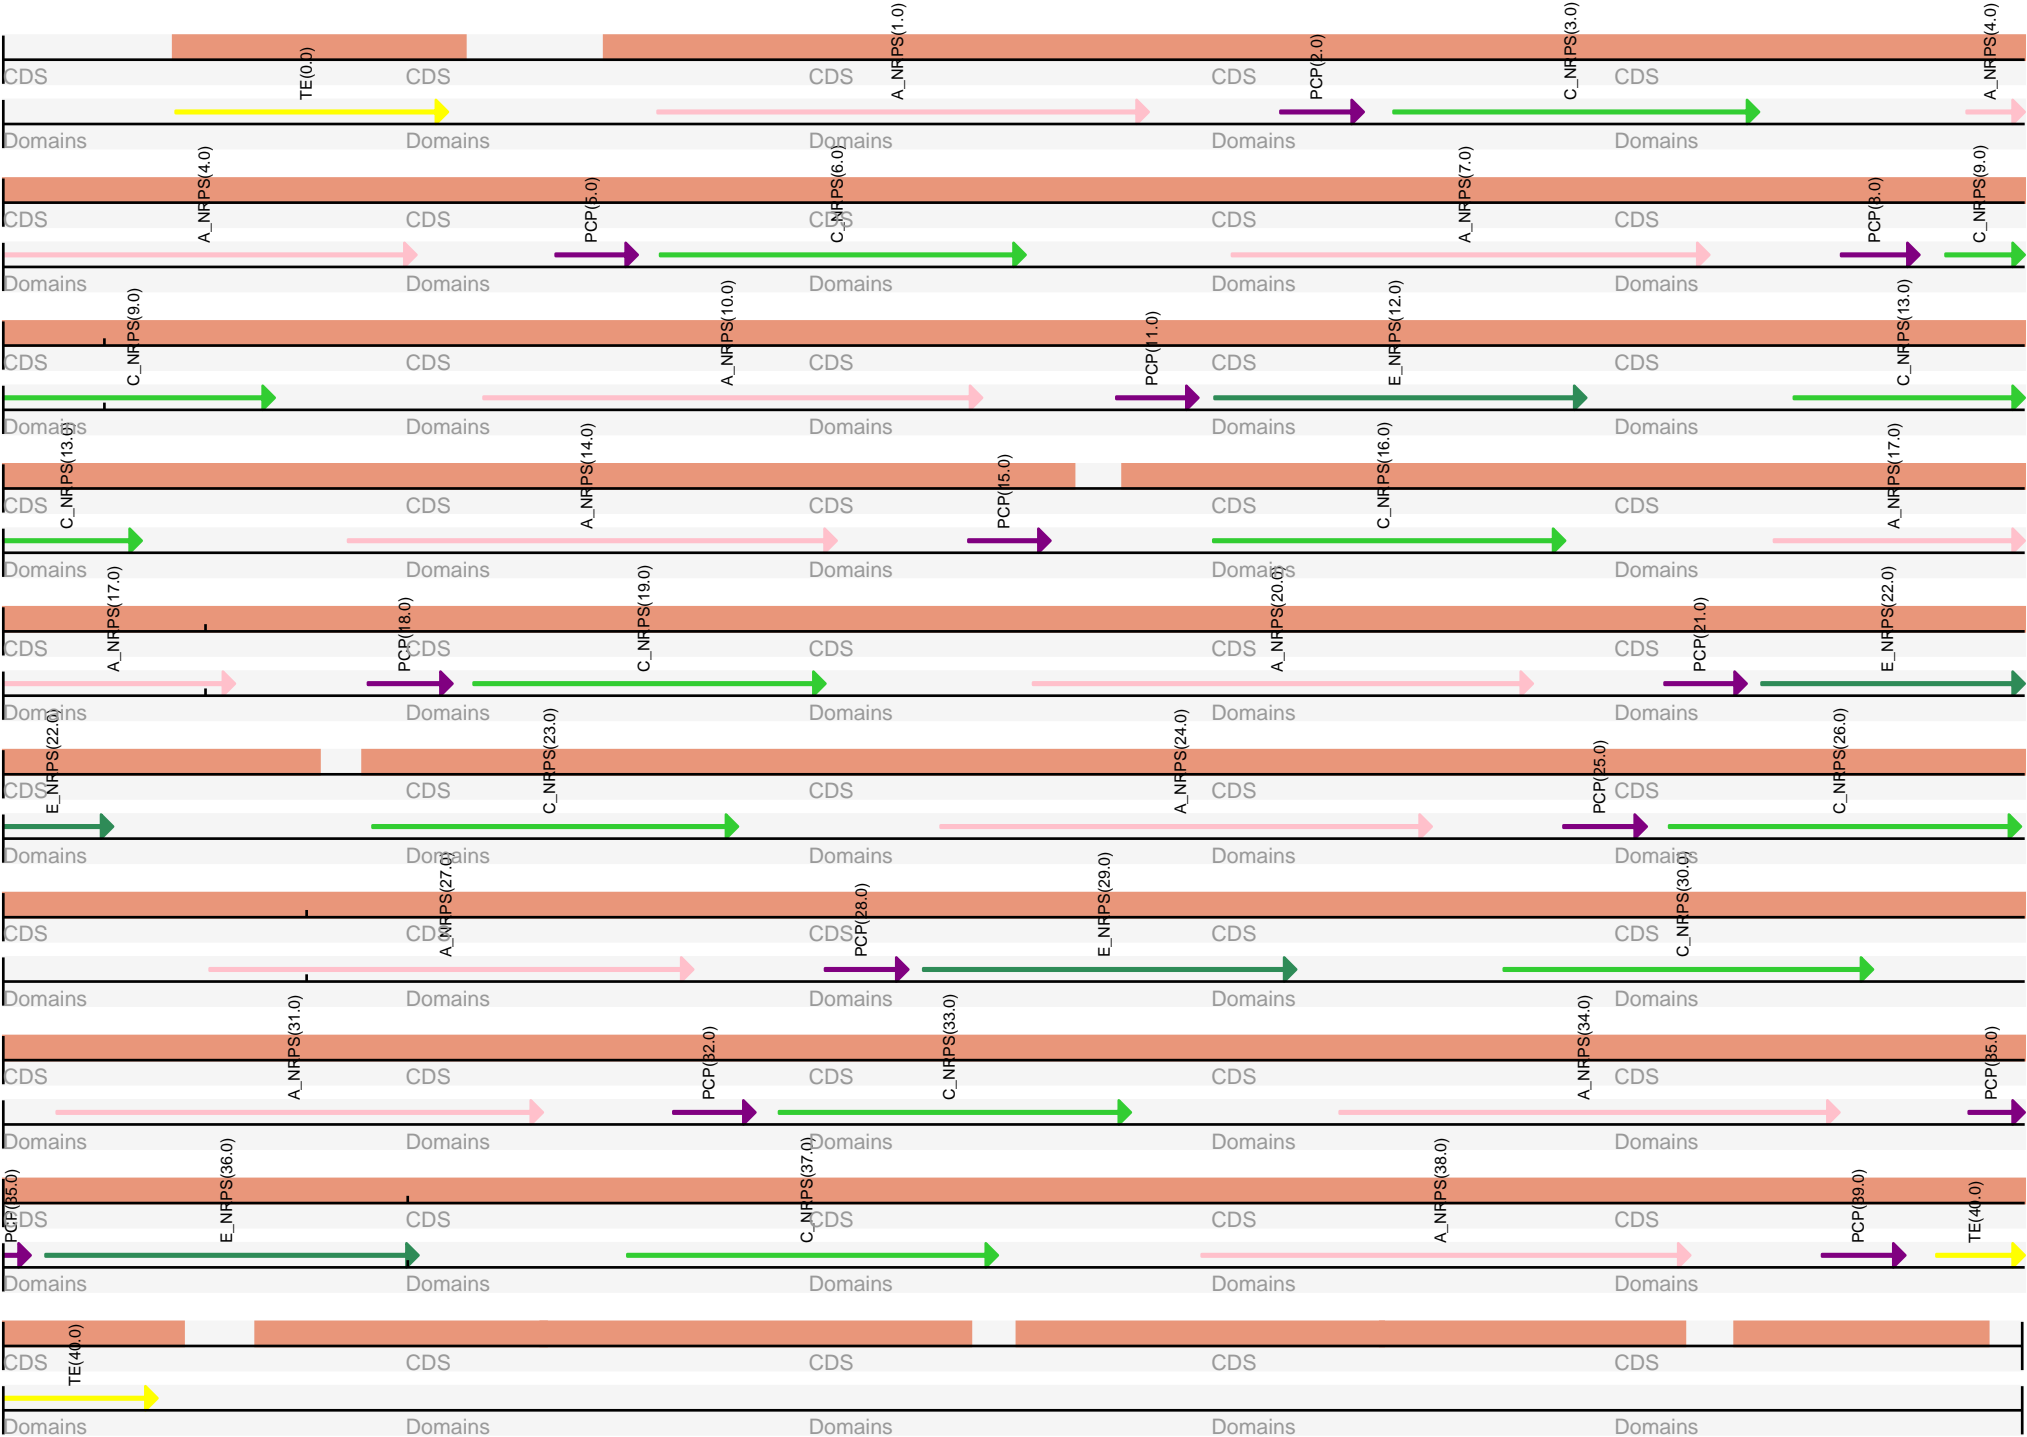 TE(0.0) A_NRPS(1.0) PCP(2.0) C_NRPS(3.0) A_NRPS(4.0)
CDS CDS CDS CDS CDS
Domains Domains Domains Domains Domains
A_NRPS(4.0) PCP(5.0) C_NRPS(6.0) A_NRPS(7.0) PCP(8.0) C_NRPS(9.0)
CDS CDS CDS CDS CDS
Domains Domains Domains Domains Domains
C_NRPS(9.0) A_NRPS(10.0) PCP(11.0) E_NRPS(12.0) C_NRPS(13.0)
CDS CDS CDS CDS CDS
Domains Domains Domains Domains Domains
C_NRPS(13.0) A_NRPS(14.0) PCP(15.0) C_NRPS(16.0) A_NRPS(17.0)
CDS CDS CDS CDS CDS
Domains Domains Domains Domains Domains
A_NRPS(17.0) PCP(18.0) C_NRPS(19.0) A_NRPS(20.0) PCP(21.0) E_NRPS(22.0)
CDS CDS CDS CDS CDS
Domains Domains Domains Domains Domains
E_NRPS(22.0) C_NRPS(23.0) A_NRPS(24.0) PCP(25.0) C_NRPS(26.0)
CDS CDS CDS CDS CDS
Domains Domains Domains Domains Domains
A_NRPS(27.0) PCP(28.0) E_NRPS(29.0) C_NRPS(30.0)
CDS CDS CDS CDS CDS
Domains Domains Domains Domains Domains
A_NRPS(31.0) PCP(32.0) C_NRPS(33.0) A_NRPS(34.0) PCP(35.0)
CDS CDS CDS CDS CDS
Domains Domains Domains Domains Domains
PCP(35.0) E_NRPS(36.0) C_NRPS(37.0) A_NRPS(38.0) PCP(39.0) TE(40.0)
CDS CDS CDS CDS CDS
Domains Domains Domains Domains Domains
TE(40.0)
CDS CDS CDS CDS CDS
Domains Domains Domains Domains Domains